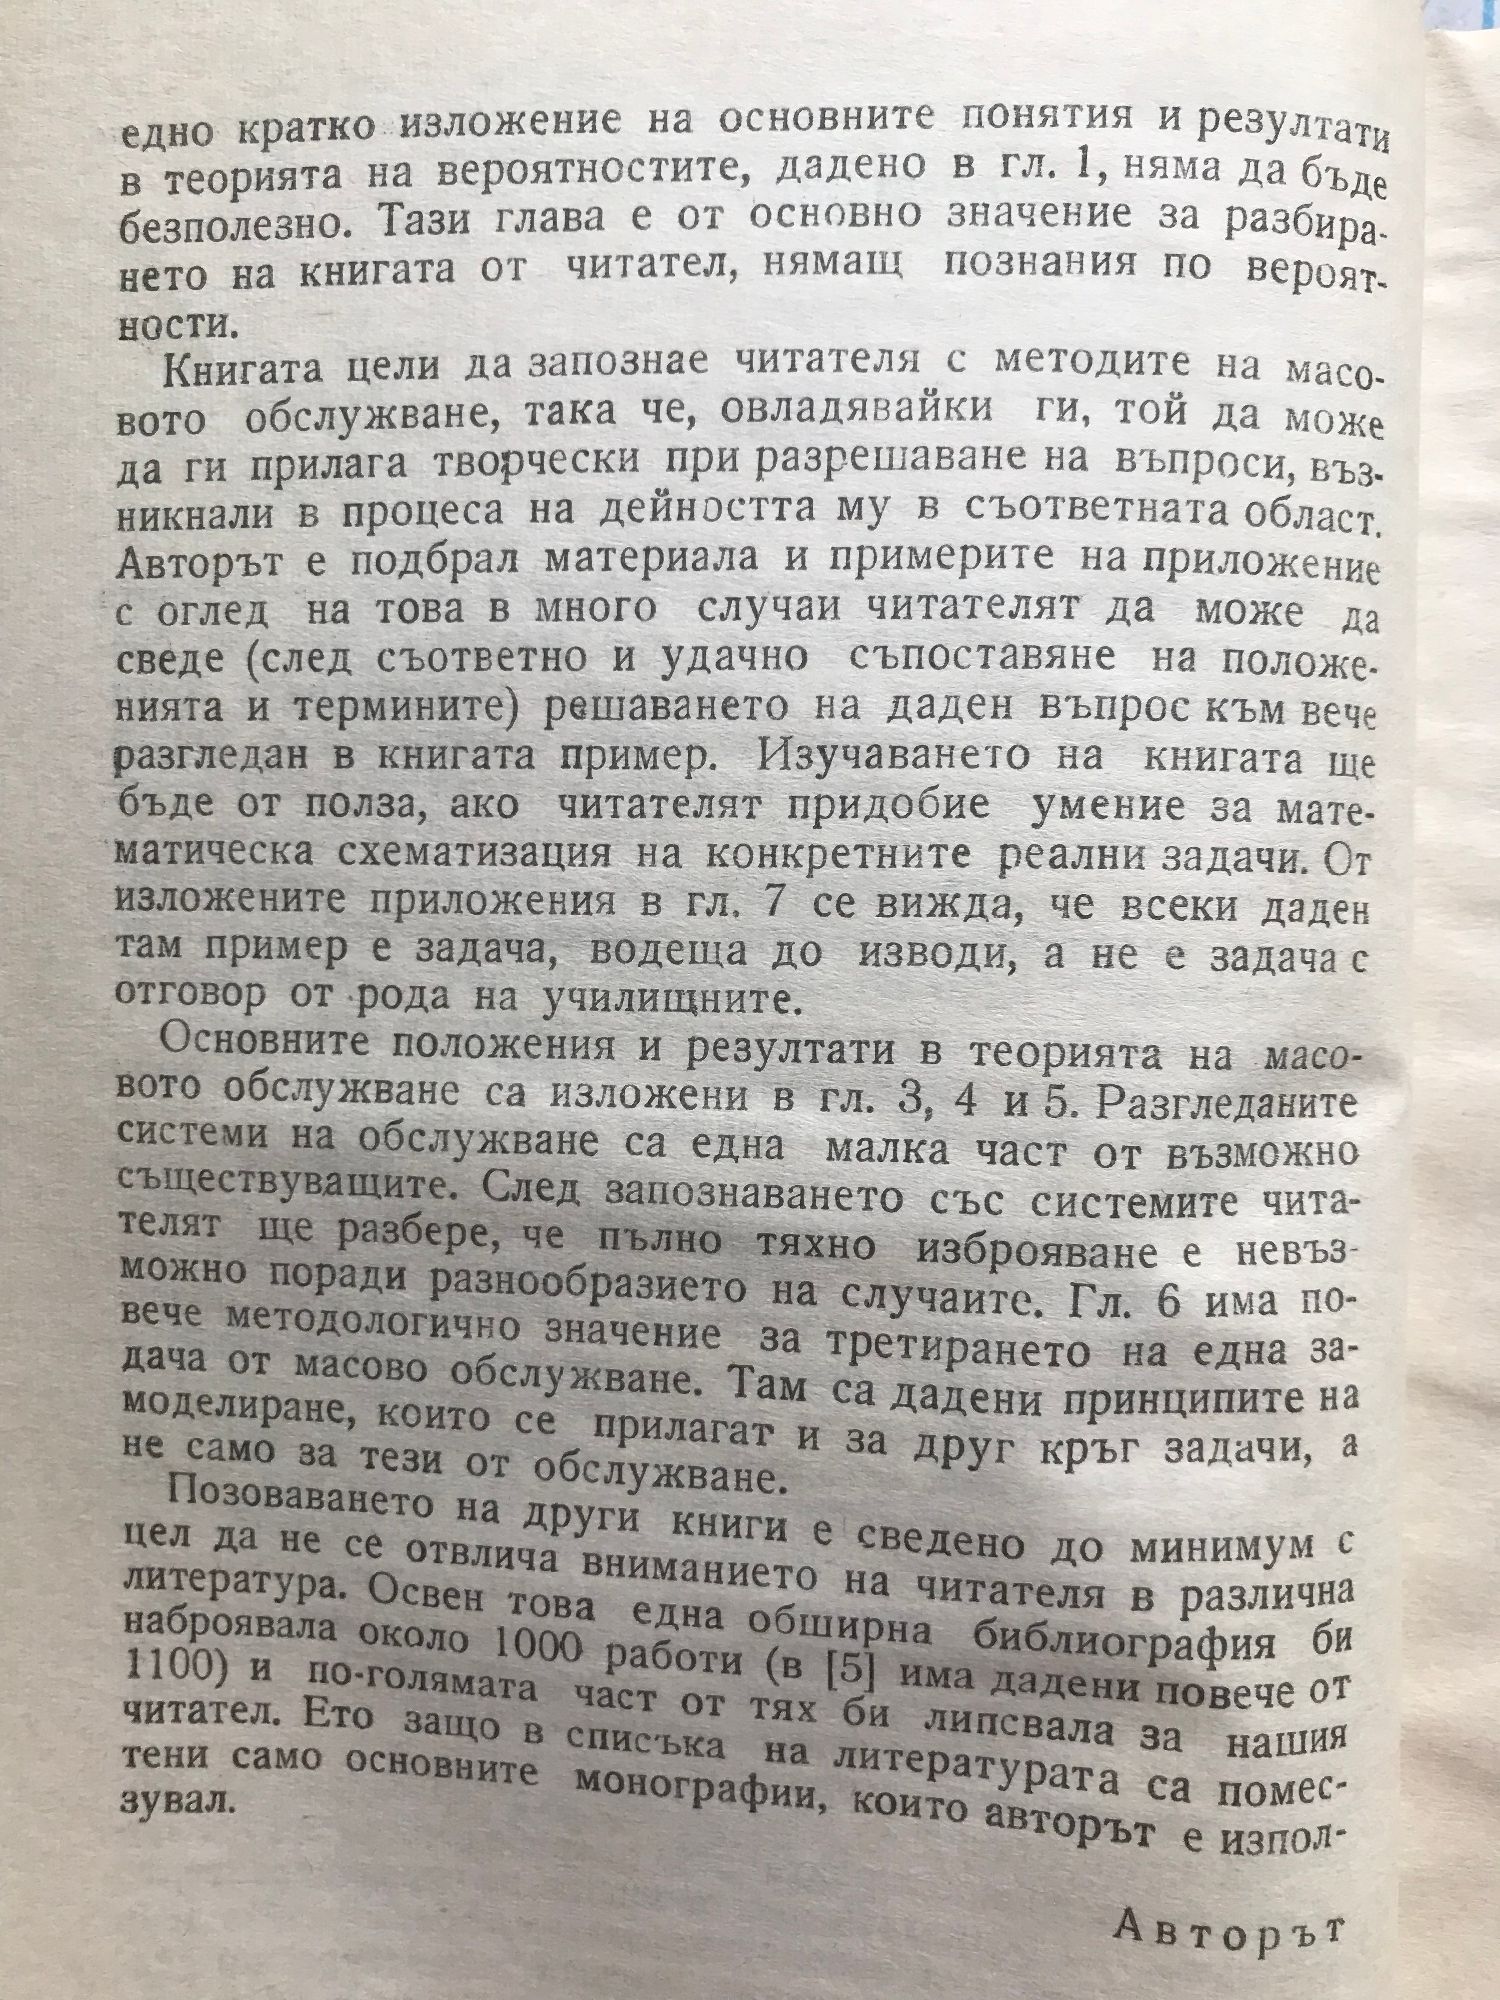 едно кратко изложение на основните понятия и резултати
в теорията на вероятностите, дадено в гл. 1, няма да бъде
безполезно. Тази глава е от основно значение за разбира-
нето на книгата от читател, нямащ познания по вероят-
ности.
Книгата цели да запознае читателя с методите на масо-
вото обслужване, така че, овладявайки ги, той да може
да ги прилага творчески при разрешаване на въпроси, въз-
никнали в процеса на дейността му в съответната област.
Авторът е подбрал материала и примерите на приложение
с оглед на това в много случаи читателят да може да
сведе (след съответно и удачно съпоставяне на положе-
нията и термините) решаването на даден въпрос към вече
разгледан в книгата пример. Изучаването на книгата ще
бъде от полза, ако читателят придобие умение за мате-
матическа схематизация на конкретните реални задачи. От
изложените приложения в гл. 7 се вижда, че всеки даден
там пример е задача, водеща до изводи, а не е задача с
отговор от рода на училищните.
Основните положения и резултати в теорията на масо-
вото обслужване са изложени в гл. 3, 4 и 5. Разгледаните
системи на обслужване са една малка част от възможно
съществуващите. След запознаването със системите чита-
телят ще разбере, че пълно тяхно изброяване е невъз-
можно поради разнообразието на случаите. Гл. 6 има по-
вече методологично значение за третирането на една за-
дача от масово обслужване. Там са дадени принципите на
моделиране, които се прилагат и за друг кръг задачи, а
не само за тези от обслужване.
Позоваването на други книги е сведено до минимум с
цел да не се отвлича вниманието на читателя в различна
литература. Освен това една обширна библиография би
наброявала около 1000 работи (в [5] има дадени повече от
1100) и по-голямата част от тях би липсвала за нашия
читател. Ето защо в списъка на литературата са помес-
тени само основните монографии, които авторът е изпол-
зувал.
Авторът